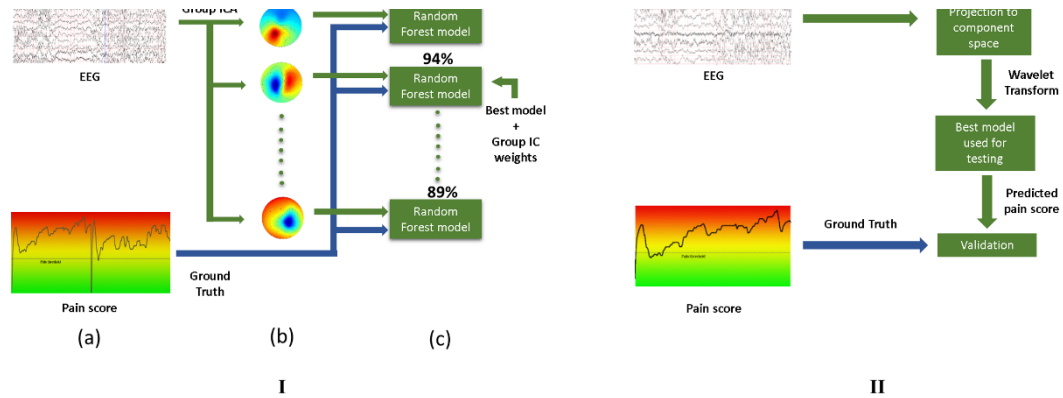 Group ICA
Random
Forest model
94%
Random
Forest model
Best model
+
Group IC
weights
89%
Random
Forest model
EEG
Ground
Truth
Pain score
(a)
(b)
(c)
I
Projection to
component
space
EEG
Wavelet
Transform
Best model
used for
testing
Predicted
pain score
Ground Truth
Validation
Pain score
II